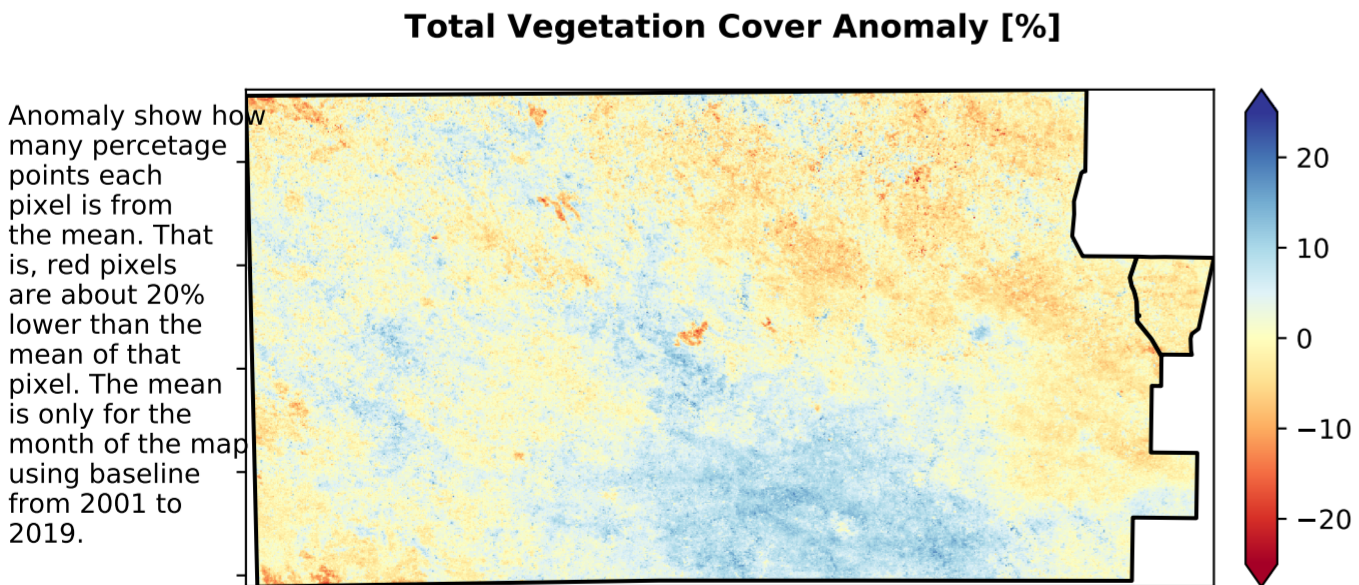 Total Vegetation Cover Anomaly [%]
Anomaly show how
many percetage
points each
pixel is from
the mean. That
is, red pixels
are about 20%
lower than the
mean of that
pixel. The mean
is only for the
month of the map
using baseline
from 2001 to
2019.
20
10
0
−10
−20